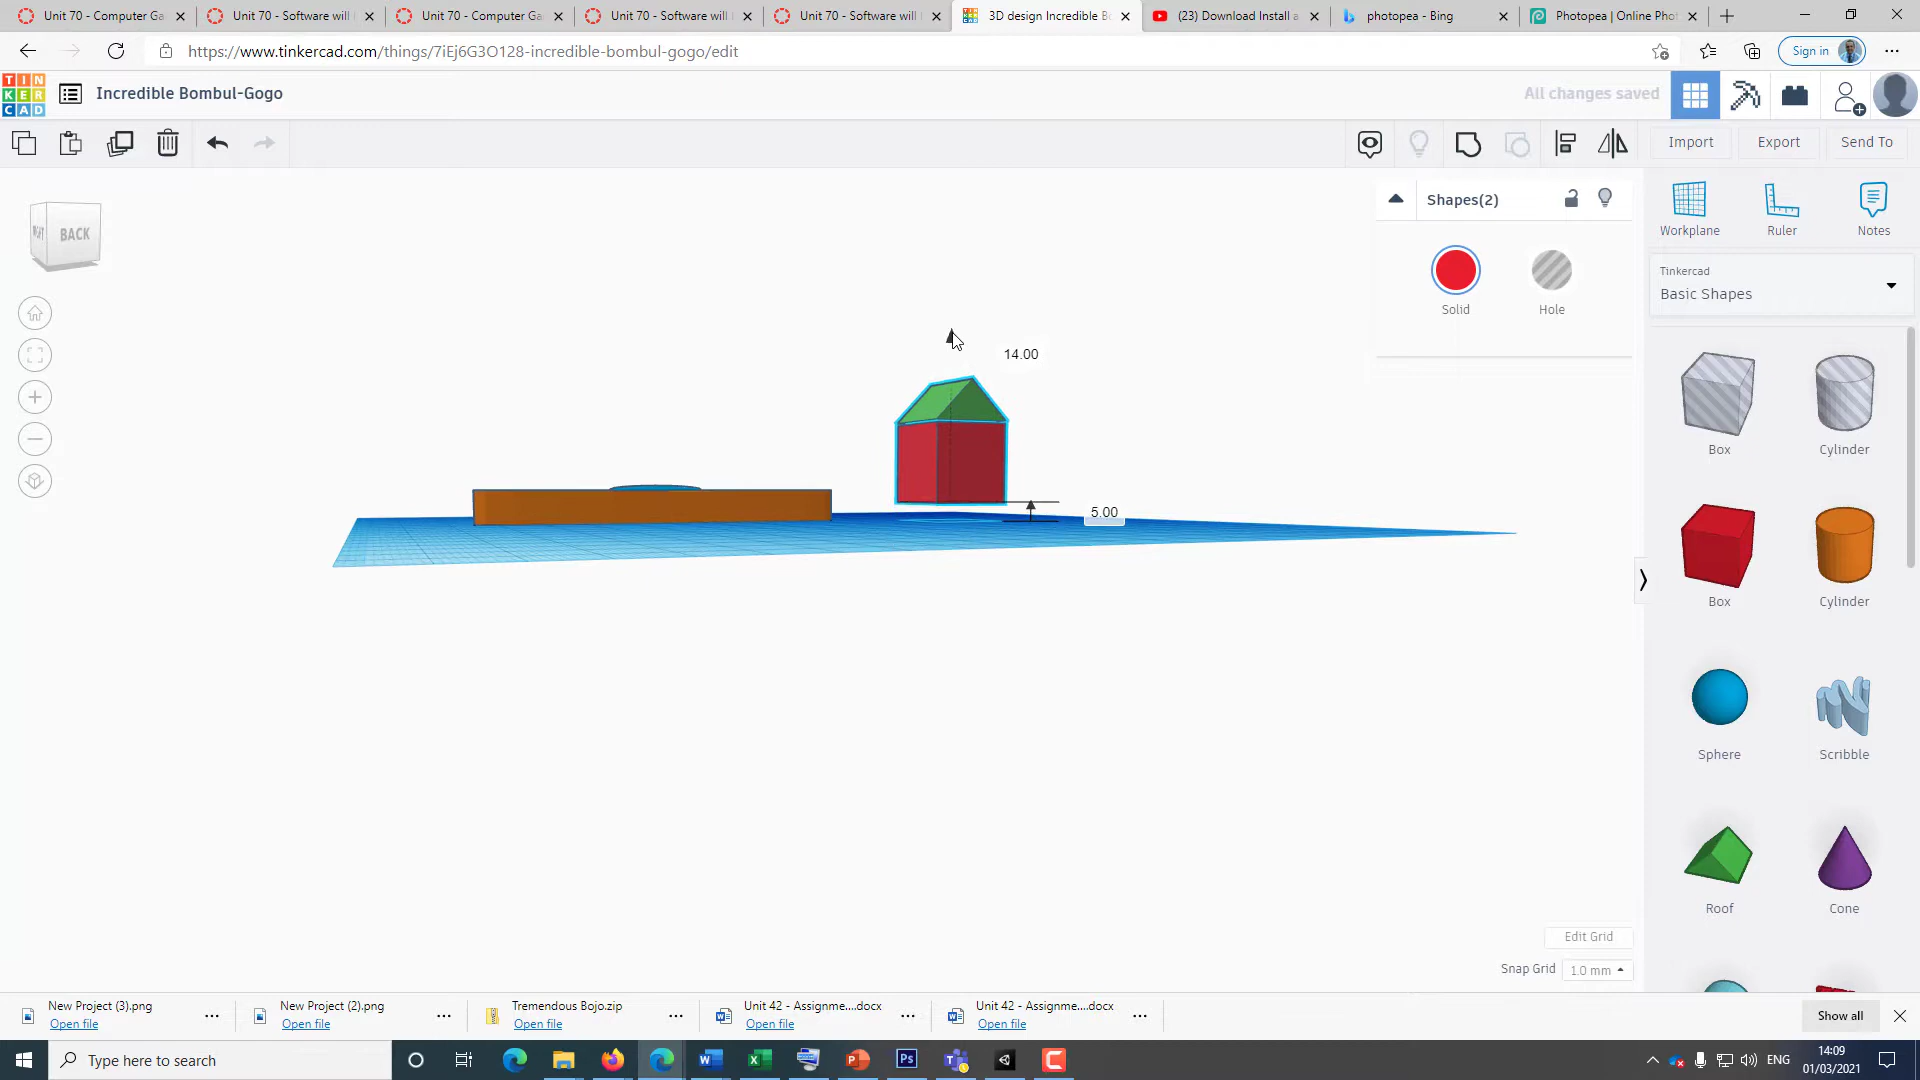 Unit 70 - Computer Ga
Unit 70 - Software will
Unit 70 - Computer Ga
Unit 70 - Software will
Unit 70 - Software will
3D design Incredible Bo
(23) Download Install a
photopea - Bing
Photopea | Online Pho
https://www.tinkercad.com/things/7iEj6G3O128-incredible-bombul-gogo/edit
Sign in
TIN
KER
CAD
Incredible Bombul-Gogo
All changes saved
Import
Export
Send To
BACK
Shapes(2)
Solid
Hole
Workplane
Ruler
Notes
Tinkercad
Basic Shapes
14.00
5.00
Box
Cylinder
Box
Cylinder
Sphere
Scribble
Roof
Cone
Edit Grid
Snap Grid
1.0 mm
New Project (3).png
Open file
New Project (2).png
Open file
Tremendous Bojo.zip
Open file
Unit 42 - Assignme....docx
Open file
Unit 42 - Assignme....docx
Open file
Show all
Type here to search
ENG
14:09
01/03/2021